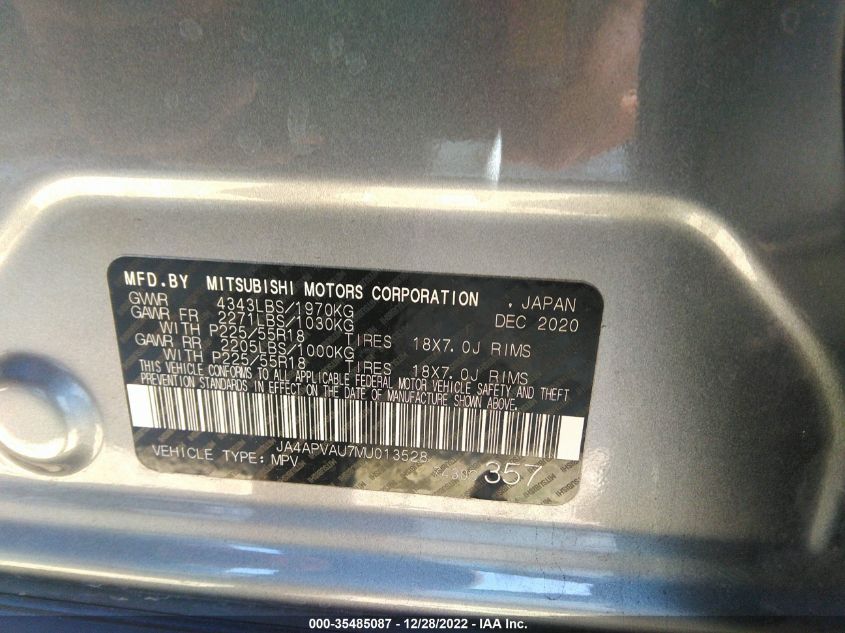 MFD.BY MITSUBISHI MOTORS CORPORATION , JAPAN
GVWR 4343LBS/1970KG DEC 2020
GAWR FR 2271LBS/1030KG
WITH P225/55R18 TIRES 18X7.0J RIMS
GAWR RR 2205LBS/1000KG
WITH P225/55R18 TIRES 18X7.0J RIMS
THIS VEHICLE CONFORMS TO ALL APPLICABLE FEDERAL MOTOR VEHICLE SAFETY AND THEFT
PREVENTION STANDARDS IN EFFECT ON THE DATE OF MANUFACTURE SHOWN ABOVE.
JA4APVAU7MJ013528
VEHICLE TYPE: MPV
357
000-35485087 - 12/28/2022 - IAA Inc.